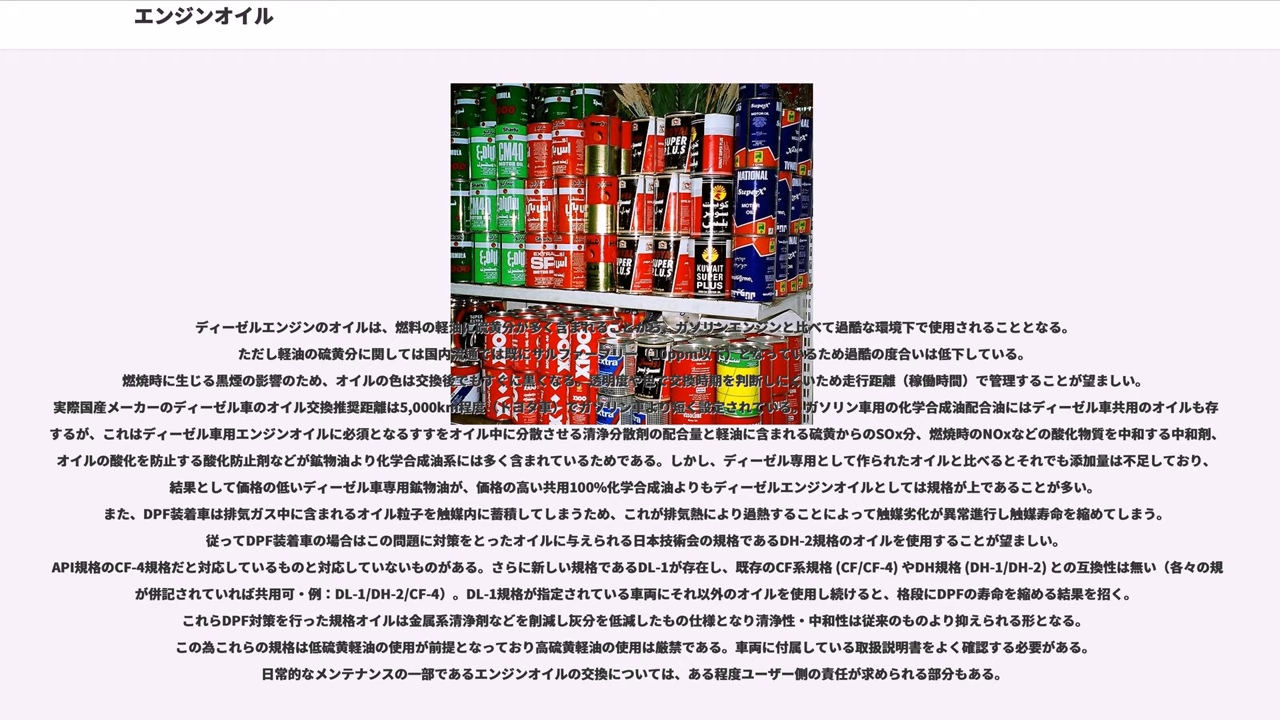 エンジンオイル
FORMULA
CM40
MOTOR OIL
SUPER PLUS
NATIONAL
SuperX
MOTOR OIL
EXTRA
SF
KUWAIT
SUPER
PLUS
ディーゼルエンジンのオイルは、燃料の軽油に硫黄分が多く含まれることから、ガソリンエンジンと比べて過酷な環境下で使用されることとなる。
ただし軽油の硫黄分に関しては国内流通では既にサルファーフリー（10ppm以下）となっているため過酷の度合いは低下している。
燃焼時に生じる黒煙の影響のため、オイルの色は交換後でもすぐに黒くなる。透明度や色で交換時期を判断しにくいため走行距離（稼働時間）で管理することが望ましい。
実際国産メーカーのディーゼル車のオイル交換推奨距離は5,000km程度（トヨタ車）でガソリン車より短く設定されている。ガソリン車用の化学合成油配合油にはディーゼル車共用のオイルも存
するが、これはディーゼル車用エンジンオイルに必須となるすすをオイル中に分散させる清浄分散剤の配合量と軽油に含まれる硫黄からのSOx分、燃焼時のNOxなどの酸化物質を中和する中和剤、
オイルの酸化を防止する酸化防止剤などが鉱物油より化学合成油系には多く含まれているためである。しかし、ディーゼル専用として作られたオイルと比べるとそれでも添加量は不足しており、
結果として価格の低いディーゼル車専用鉱物油が、価格の高い共用100%化学合成油よりもディーゼルエンジンオイルとしては規格が上であることが多い。
また、DPF装着車は排気ガス中に含まれるオイル粒子を触媒内に蓄積してしまうため、これが排気熱により過熱することによって触媒劣化が異常進行し触媒寿命を縮めてしまう。
従ってDPF装着車の場合はこの問題に対策をとったオイルに与えられる日本技術会の規格であるDH-2規格のオイルを使用することが望ましい。
API規格のCF-4規格だと対応しているものと対応していないものがある。さらに新しい規格であるDL-1が存在し、既存のCF系規格 (CF/CF-4) やDH規格 (DH-1/DH-2) との互換性は無い（各々の規
が併記されていれば共用可・例：DL-1/DH-2/CF-4）。DL-1規格が指定されている車両にそれ以外のオイルを使用し続けると、格段にDPFの寿命を縮める結果を招く。
これらDPF対策を行った規格オイルは金属系清浄剤などを削減し灰分を低減したもの仕様となり清浄性・中和性は従来のものより抑えられる形となる。
この為これらの規格は低硫黄軽油の使用が前提となっており高硫黄軽油の使用は厳禁である。車両に付属している取扱説明書をよく確認する必要がある。
日常的なメンテナンスの一部であるエンジンオイルの交換については、ある程度ユーザー側の責任が求められる部分もある。